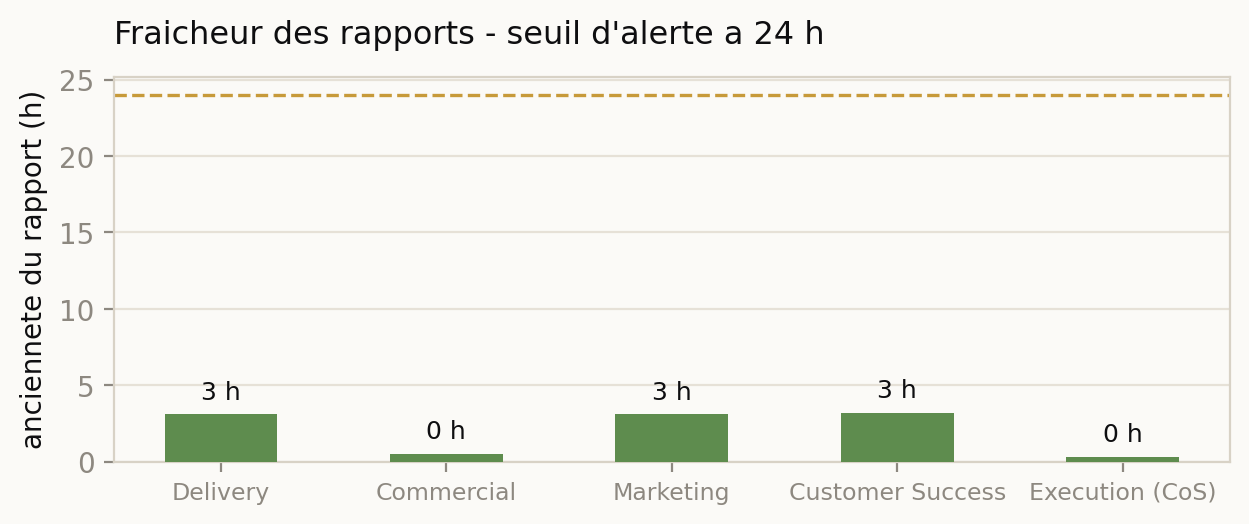 Fraicheur des rapports - seuil d'alerte a 24 h
anciennete du rapport (h)
25
20
15
10
5
0
3 h
0 h
3 h
3 h
0 h
Delivery
Commercial
Marketing
Customer Success
Execution (CoS)